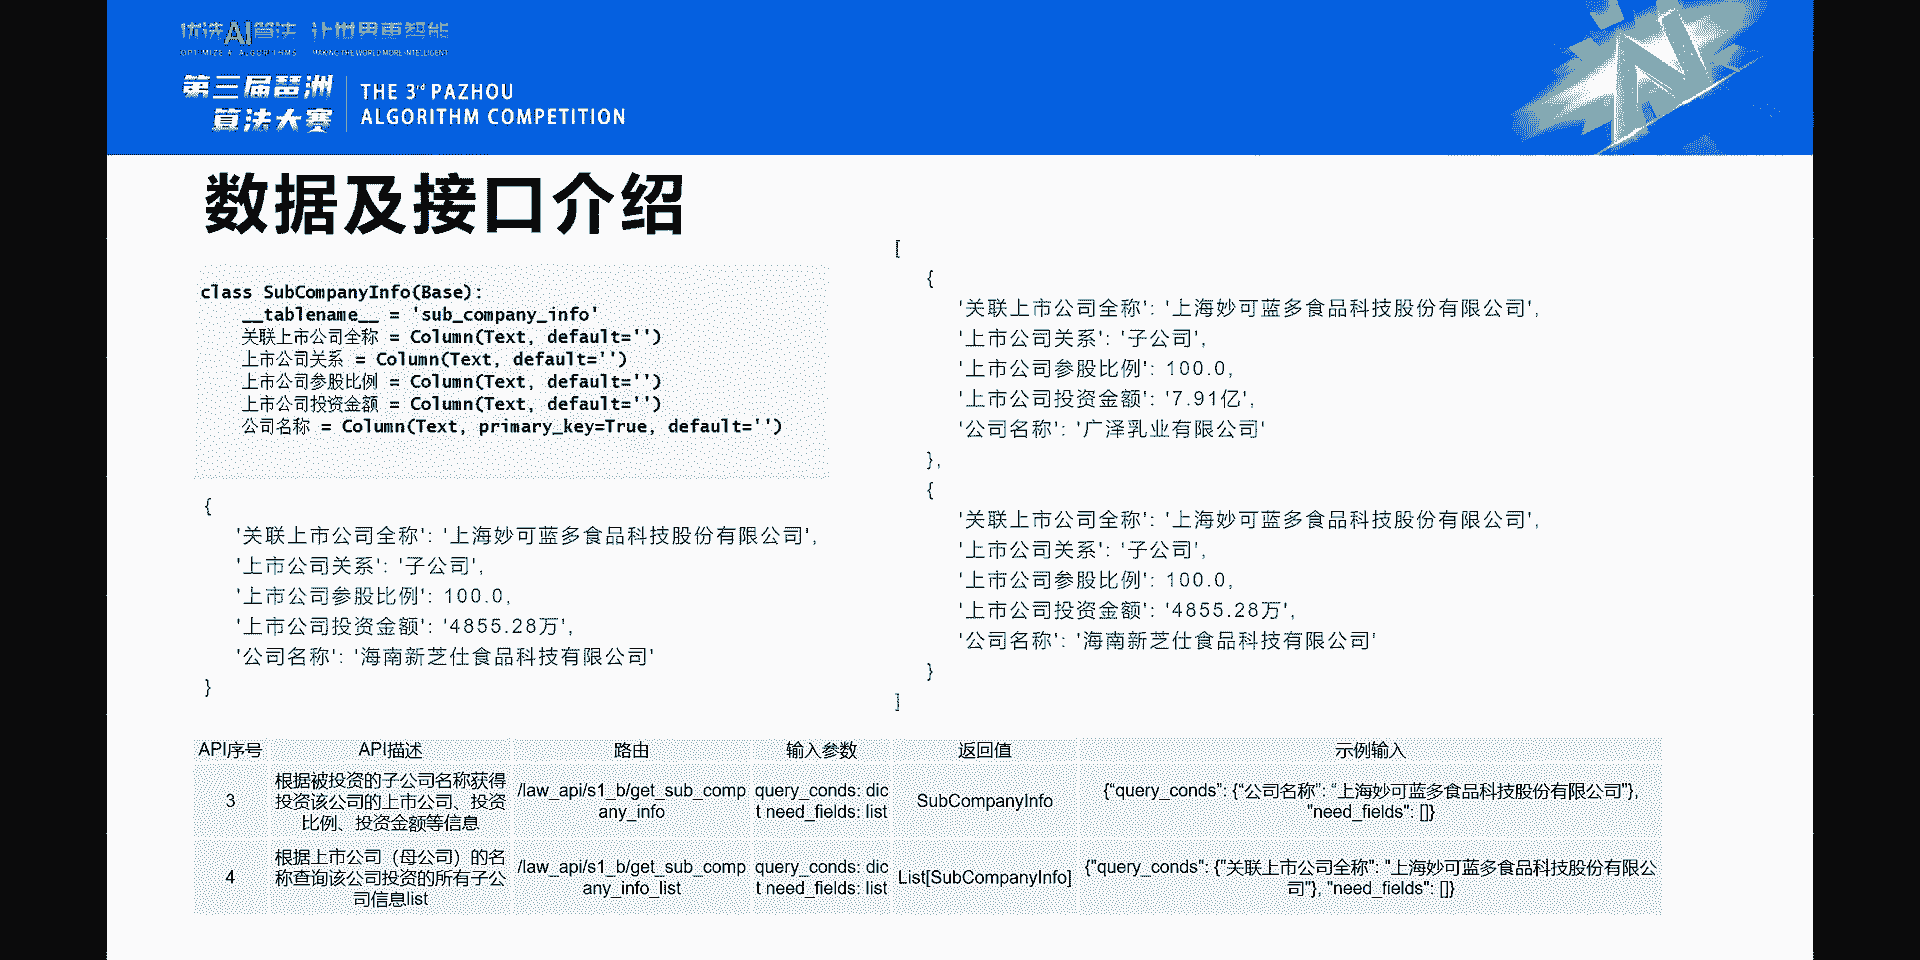 优选AI算法 让世界更智能
OPTIMIZE AI ALGORITHMS MAKING THE WORLD MORE INTELLIGENT
第三届琶洲
算法大赛
THE 3rd PAZHOU
ALGORITHM COMPETITION
数据及接口介绍
class SubCompanyInfo(Base):
__tablename__ = 'sub_company_info'
关联上市公司全称 = Column(Text, default='')
上市公司关系 = Column(Text, default='')
上市公司参股比例 = Column(Text, default='')
上市公司投资金额 = Column(Text, default='')
公司名称 = Column(Text, primary_key=True, default='')
{
'关联上市公司全称': '上海妙可蓝多食品科技股份有限公司',
'上市公司关系': '子公司',
'上市公司参股比例': 100.0,
'上市公司投资金额': '4855.28万',
'公司名称': '海南新芝仕食品科技有限公司'
}
[
{
'关联上市公司全称': '上海妙可蓝多食品科技股份有限公司',
'上市公司关系': '子公司',
'上市公司参股比例': 100.0,
'上市公司投资金额': '7.91亿',
'公司名称': '广泽乳业有限公司'
},
{
'关联上市公司全称': '上海妙可蓝多食品科技股份有限公司',
'上市公司关系': '子公司',
'上市公司参股比例': 100.0,
'上市公司投资金额': '4855.28万',
'公司名称': '海南新芝仕食品科技有限公司'
}
]
API序号 API描述 路由 输入参数 返回值 示例输入
3
根据被投资的子公司名称获得
投资该公司的上市公司、投资
比例、投资金额等信息
/law_api/s1_b/get_sub_comp
any_info
query_conds: dic
t need_fields: list
SubCompanyInfo
{"query_conds": {"公司名称": "上海妙可蓝多食品科技股份有限公司"},
"need_fields": []}
4
根据上市公司（母公司）的名
称查询该公司投资的所有子公
司信息list
/law_api/s1_b/get_sub_comp
any_info_list
query_conds: dic
t need_fields: list
List[SubCompanyInfo]
{"query_conds": {"关联上市公司全称": "上海妙可蓝多食品科技股份有限公
司"}, "need_fields": []}